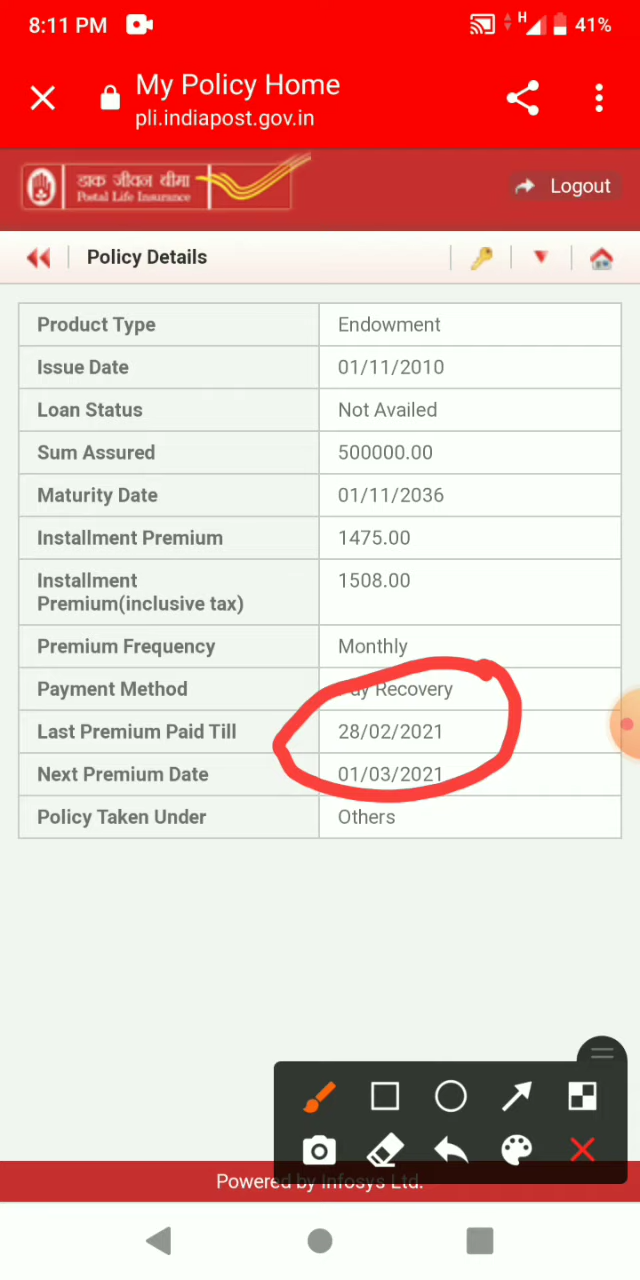 8:11 PM
H
41%
My Policy Home
pli.indiapost.gov.in
डाक जीवन बीमा
Postal Life Insurance
Logout
Policy Details
Product Type Endowment
Issue Date 01/11/2010
Loan Status Not Availed
Sum Assured 500000.00
Maturity Date 01/11/2036
Installment Premium 1475.00
Installment 1508.00
Premium(inclusive tax)
Premium Frequency Monthly
Payment Method Pay Recovery
Last Premium Paid Till 28/02/2021
Next Premium Date 01/03/2021
Policy Taken Under Others
Powered by Infosys Ltd.